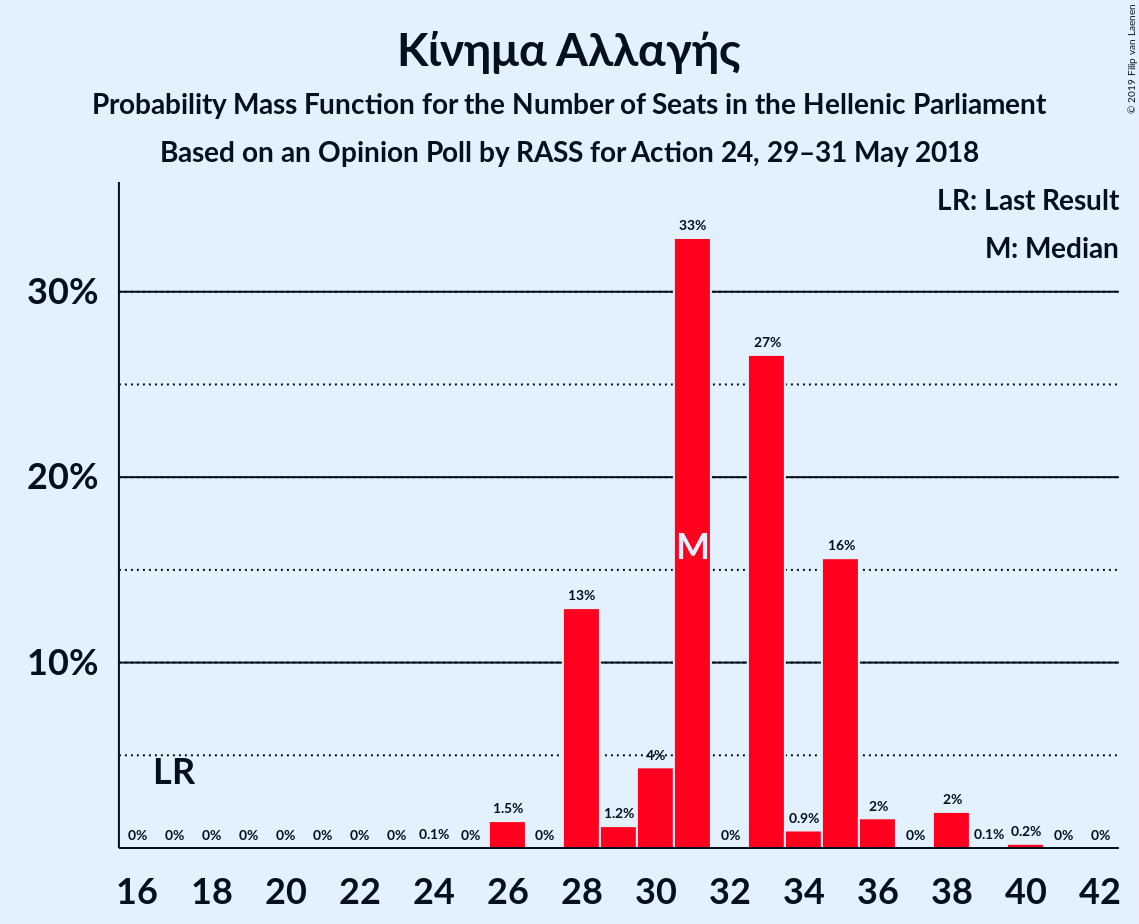 Κίνημα Αλλαγής
Probability Mass Function for the Number of Seats in the Hellenic Parliament
Based on an Opinion Poll by RASS for Action 24, 29–31 May 2018
© 2019 Filip van Laenen
LR: Last Result
M: Median
30%
20%
10%
LR
M
0% 0% 0% 0% 0% 0% 0% 0% 0.1% 0% 1.5% 0% 13% 1.2% 4% 33% 0% 27% 0.9% 16% 2% 0% 2% 0.1% 0.2% 0% 0%
16 18 20 22 24 26 28 30 32 34 36 38 40 42